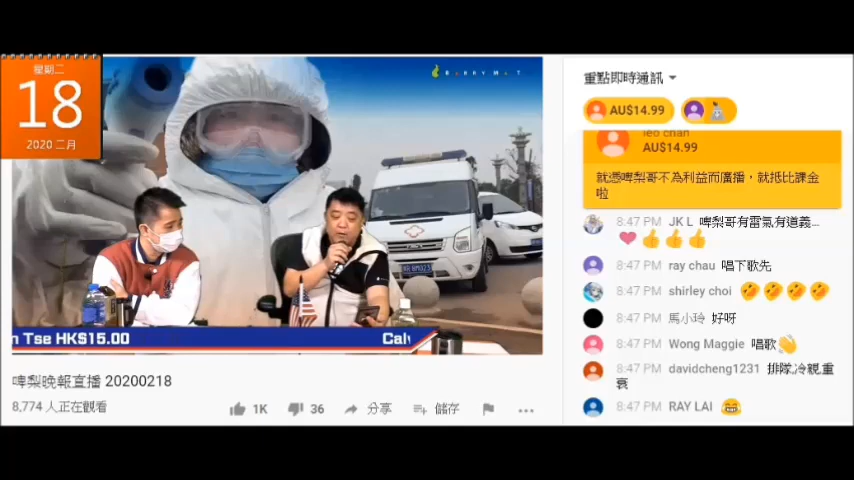 星期二
18
2020 二月
BARRYMAT
n Tse HK$15.00
Calv
啤梨晚報直播 20200218
8,774 人正在觀看
1K
36
分享
儲存
重點即時通訊
AU$14.99
leo chan
AU$14.99
就憑啤梨哥不為利益而廣播，就抵比課金
啦
8:47 PM JK L 啤梨哥有雷氣有道義...
❤👍👍👍
8:47 PM ray chau 唱下歌先
8:47 PM shirley choi 🤣🤣🤣🤣
8:47 PM 馬小玲 好呀
8:47 PM Wong Maggie 唱歌👋
8:47 PM davidcheng1231 排隊,冷親,重
衰
8:47 PM RAY LAI 😂